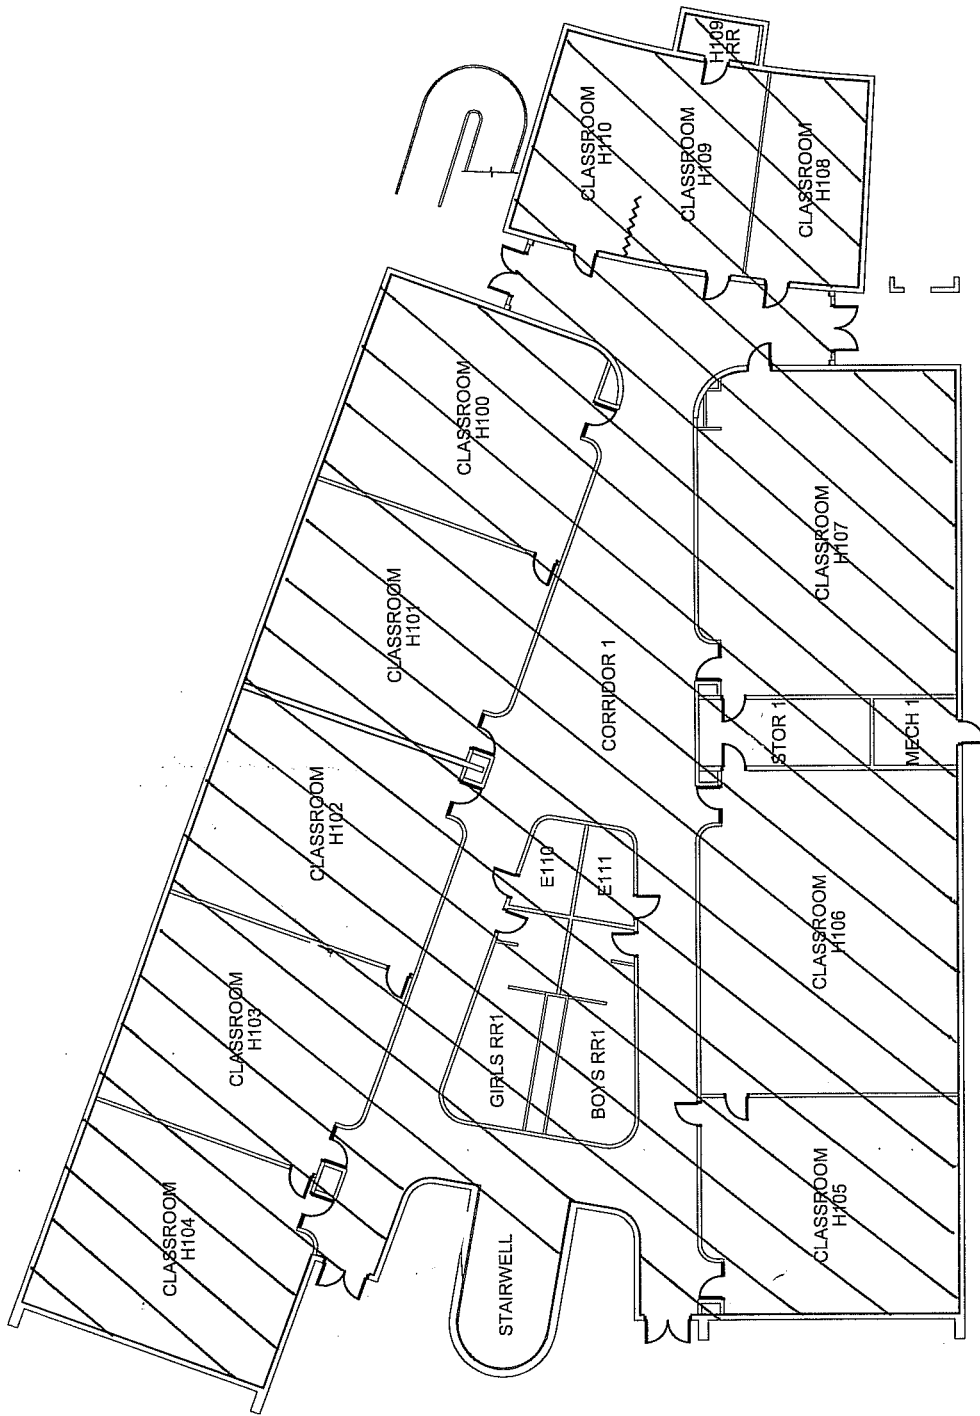 H109
RR
CLASSROOM
H110
CLASSROOM
H109
CLASSROOM
H108
CLASSROOM
H100
CLASSROOM
H107
CLASSROOM
H101
CORRIDOR 1
STOR 1
MECH 1
CLASSROOM
H102
E110
E111
CLASSROOM
H106
CLASSROOM
H103
GIRLS RR1
BOYS RR1
CLASSROOM
H104
STAIRWELL
CLASSROOM
H105